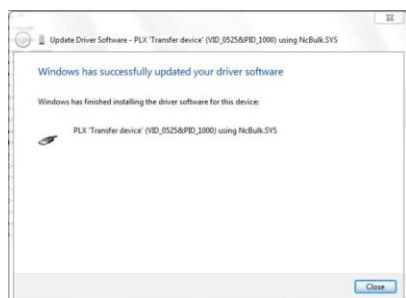 Update Driver Software - PLX 'Transfer device' (VID_0525&PID_1000) using NcBulk.SYS
Windows has successfully updated your driver software
Windows has finished installing the driver software for this device:
PLX 'Transfer device' (VID_0525&PID_1000) using NcBulk.SYS
Close